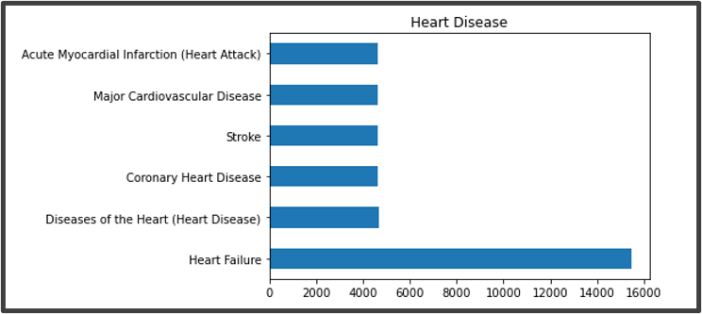 Heart Disease
Acute Myocardial Infarction (Heart Attack)
Major Cardiovascular Disease
Stroke
Coronary Heart Disease
Diseases of the Heart (Heart Disease)
Heart Failure
0 2000 4000 6000 8000 10000 12000 14000 16000